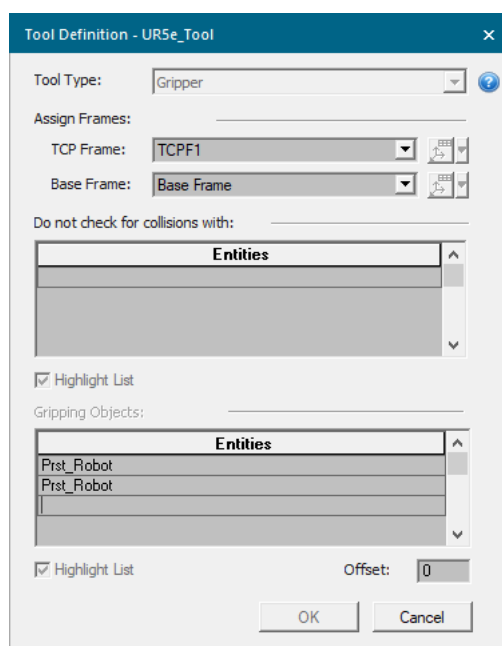 Tool Definition - UR5e_Tool
Tool Type: Gripper
Assign Frames:
TCP Frame: TCPF1
Base Frame: Base Frame
Do not check for collisions with:
Entities
Highlight List
Gripping Objects:
Entities
Prst_Robot
Prst_Robot
Highlight List Offset: 0
OK Cancel